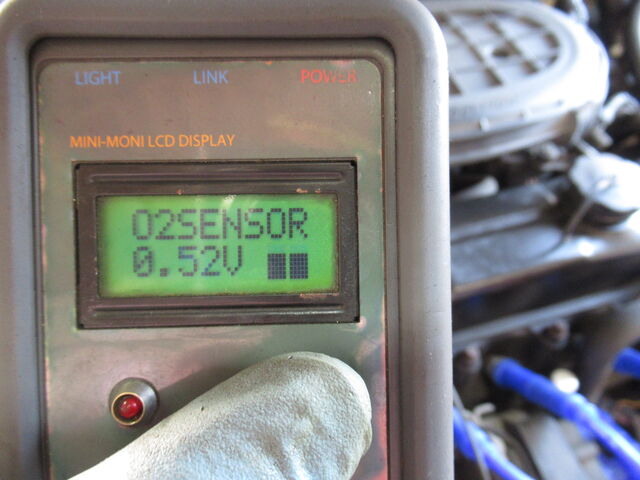 LIGHT LINK POWER
MINI-MONI LCD DISPLAY
O2SENSOR
0.52V